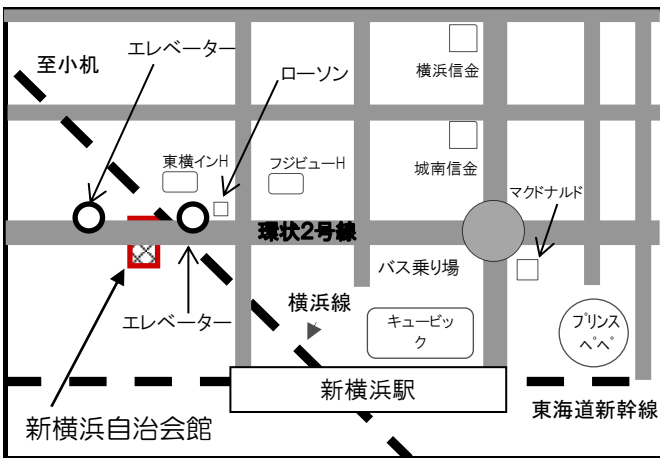 エレベーター
至小机
横浜信金
ローソン
東横インH
フジビューH
城南信金
マクドナルド
環状2号線
バス乗り場
エレベーター
横浜線
キュービッ
ク
プリンス
ペペ
新横浜駅
東海道新幹線
新横浜自治会館